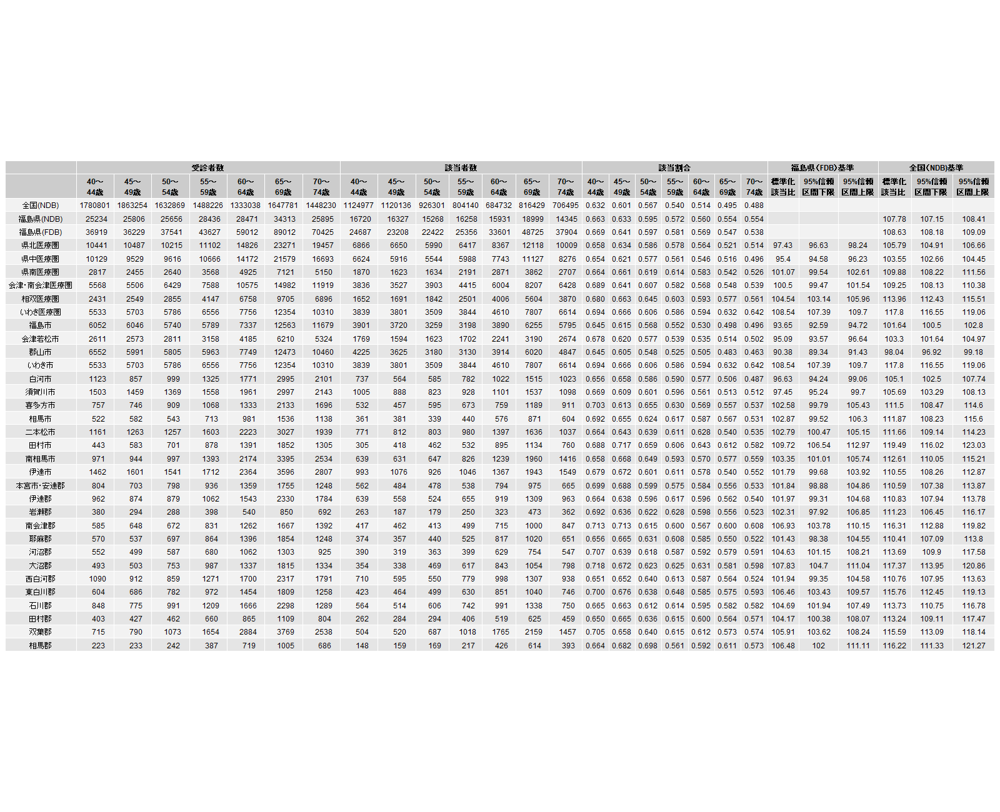 受診者数 該当者数 該当割合 福島県(FDB)基準 全国(NDB)基準
40～44歳 45～49歳 50～54歳 55～59歳 60～64歳 65～69歳 70～74歳 40～44歳 45～49歳 50～54歳 55～59歳 60～64歳 65～69歳 70～74歳 40～44歳 45～49歳 50～54歳 55～59歳 60～64歳 65～69歳 70～74歳 標準化該当比 95%信頼区間下限 95%信頼区間上限 標準化該当比 95%信頼区間下限 95%信頼区間上限
全国(NDB) 1780801 1863254 1632869 1488226 1333038 1647781 1448230 1124977 1120136 926301 804140 684732 816429 706495 0.632 0.601 0.567 0.540 0.514 0.495 0.488
福島県(NDB) 25234 25806 25656 28436 28471 34313 25895 16720 16327 15268 16258 15931 18999 14345 0.663 0.633 0.595 0.572 0.560 0.554 0.554 107.78 107.15 108.41
福島県(FDB) 36919 36229 37541 43627 59012 89012 70425 24687 23208 22422 25356 33601 48725 37904 0.669 0.641 0.597 0.581 0.569 0.547 0.538 108.63 108.18 109.09
県北医療圏 10441 10487 10215 11102 14826 23271 19457 6866 6650 5990 6417 8367 12118 10009 0.658 0.634 0.586 0.578 0.564 0.521 0.514 97.43 96.63 98.24 105.79 104.91 106.66
県中医療圏 10129 9529 9616 10666 14172 21579 16693 6624 5916 5544 5988 7743 11127 8276 0.654 0.621 0.577 0.561 0.546 0.516 0.496 95.4 94.58 96.23 103.55 102.66 104.45
県南医療圏 2817 2455 2640 3568 4925 7121 5150 1870 1623 1634 2191 2871 3862 2707 0.664 0.661 0.619 0.614 0.583 0.542 0.526 101.07 99.54 102.61 109.88 108.22 111.56
会津・南会津医療圏 5568 5506 6429 7588 10575 14982 11919 3836 3527 3903 4415 6004 8207 6428 0.689 0.641 0.607 0.582 0.568 0.548 0.539 100.5 99.47 101.54 109.25 108.13 110.38
相双医療圏 2431 2549 2855 4147 6758 9705 6896 1652 1691 1842 2501 4006 5604 3870 0.680 0.663 0.645 0.603 0.593 0.577 0.561 104.54 103.14 105.96 113.96 112.43 115.51
いわき医療圏 5533 5703 5786 6556 7756 12354 10310 3839 3801 3509 3844 4610 7807 6614 0.694 0.666 0.606 0.586 0.594 0.632 0.642 108.54 107.39 109.7 117.8 116.55 119.06
福島市 6052 6046 5740 5789 7337 12563 11679 3901 3720 3259 3198 3890 6255 5795 0.645 0.615 0.568 0.552 0.530 0.498 0.496 93.65 92.59 94.72 101.64 100.5 102.8
会津若松市 2611 2573 2811 3158 4185 6210 5324 1769 1594 1623 1702 2241 3190 2674 0.678 0.620 0.577 0.539 0.535 0.514 0.502 95.09 93.57 96.64 103.3 101.64 104.97
郡山市 6552 5991 5805 5963 7749 12473 10460 4225 3625 3180 3130 3914 6020 4847 0.645 0.605 0.548 0.525 0.505 0.483 0.463 90.38 89.34 91.43 98.04 96.92 99.18
いわき市 5533 5703 5786 6556 7756 12354 10310 3839 3801 3509 3844 4610 7807 6614 0.694 0.666 0.606 0.586 0.594 0.632 0.642 108.54 107.39 109.7 117.8 116.55 119.06
白河市 1123 857 999 1325 1771 2995 2101 737 564 585 782 1022 1515 1023 0.656 0.658 0.586 0.590 0.577 0.506 0.487 96.63 94.24 99.06 105.1 102.5 107.74
須賀川市 1503 1459 1369 1558 1961 2997 2143 1005 888 823 928 1101 1537 1098 0.669 0.609 0.601 0.596 0.561 0.513 0.512 97.45 95.24 99.7 105.69 103.29 108.13
喜多方市 757 746 909 1068 1333 2133 1696 532 457 595 673 759 1189 911 0.703 0.613 0.655 0.630 0.569 0.557 0.537 102.58 99.79 105.43 111.5 108.47 114.6
相馬市 522 582 543 713 981 1536 1138 361 381 339 440 576 871 604 0.692 0.655 0.624 0.617 0.587 0.567 0.531 102.87 99.52 106.3 111.87 108.23 115.6
二本松市 1161 1263 1257 1603 2223 3027 1939 771 812 803 980 1397 1636 1037 0.664 0.643 0.639 0.611 0.628 0.540 0.535 102.79 100.47 105.15 111.66 109.14 114.23
田村市 443 583 701 878 1391 1852 1305 305 418 462 532 895 1134 760 0.688 0.717 0.659 0.606 0.643 0.612 0.582 109.72 106.54 112.97 119.49 116.02 123.03
南相馬市 971 944 997 1393 2174 3395 2534 639 631 647 826 1239 1960 1416 0.658 0.668 0.649 0.593 0.570 0.577 0.559 103.35 101.01 105.74 112.61 110.05 115.21
伊達市 1462 1601 1541 1712 2364 3596 2807 993 1076 926 1046 1367 1943 1549 0.679 0.672 0.601 0.611 0.578 0.540 0.552 101.79 99.68 103.92 110.55 108.26 112.87
本宮市・安達郡 804 703 798 936 1359 1755 1248 562 484 478 538 794 975 665 0.699 0.688 0.599 0.575 0.584 0.556 0.533 101.84 98.88 104.86 110.59 107.38 113.87
伊達郡 962 874 879 1062 1543 2330 1784 639 558 524 655 919 1309 963 0.664 0.638 0.596 0.617 0.596 0.562 0.540 101.97 99.31 104.68 110.83 107.94 113.78
岩瀬郡 380 294 288 398 540 850 692 263 187 179 250 323 473 362 0.692 0.636 0.622 0.628 0.598 0.556 0.523 102.31 97.92 106.85 111.23 106.45 116.17
南会津郡 585 648 672 831 1262 1667 1392 417 462 413 499 715 1000 847 0.713 0.713 0.615 0.600 0.567 0.600 0.608 106.93 103.78 110.15 116.31 112.88 119.82
耶麻郡 570 537 697 864 1396 1854 1248 374 357 440 525 817 1020 651 0.656 0.665 0.631 0.608 0.585 0.550 0.522 101.43 98.38 104.55 110.41 107.09 113.8
河沼郡 552 499 587 680 1062 1303 925 390 319 363 399 629 754 547 0.707 0.639 0.618 0.587 0.592 0.579 0.591 104.63 101.15 108.21 113.69 109.9 117.58
大沼郡 493 503 753 987 1337 1815 1334 354 338 469 617 843 1054 798 0.718 0.672 0.623 0.625 0.631 0.581 0.598 107.83 104.7 111.04 117.37 113.95 120.86
西白河郡 1090 912 859 1271 1700 2317 1791 710 595 550 779 998 1307 938 0.651 0.652 0.640 0.613 0.587 0.564 0.524 101.94 99.35 104.58 110.76 107.95 113.63
東白川郡 604 686 782 972 1454 1809 1258 423 464 499 630 851 1040 746 0.700 0.676 0.638 0.648 0.585 0.575 0.593 106.46 103.43 109.57 115.76 112.45 119.13
石川郡 848 775 991 1209 1666 2298 1289 564 514 606 742 991 1338 750 0.665 0.663 0.612 0.614 0.595 0.582 0.582 104.69 101.94 107.49 113.73 110.75 116.78
田村郡 403 427 462 660 865 1109 804 262 284 294 406 519 625 459 0.650 0.665 0.636 0.615 0.600 0.564 0.571 104.17 100.38 108.07 113.24 109.11 117.47
双葉郡 715 790 1073 1654 2884 3769 2538 504 520 687 1018 1765 2159 1457 0.705 0.658 0.640 0.615 0.612 0.573 0.574 105.91 103.62 108.24 115.59 113.09 118.14
相馬郡 223 233 242 387 719 1005 686 148 159 169 217 426 614 393 0.664 0.682 0.698 0.561 0.592 0.611 0.573 106.48 102 111.11 116.22 111.33 121.27